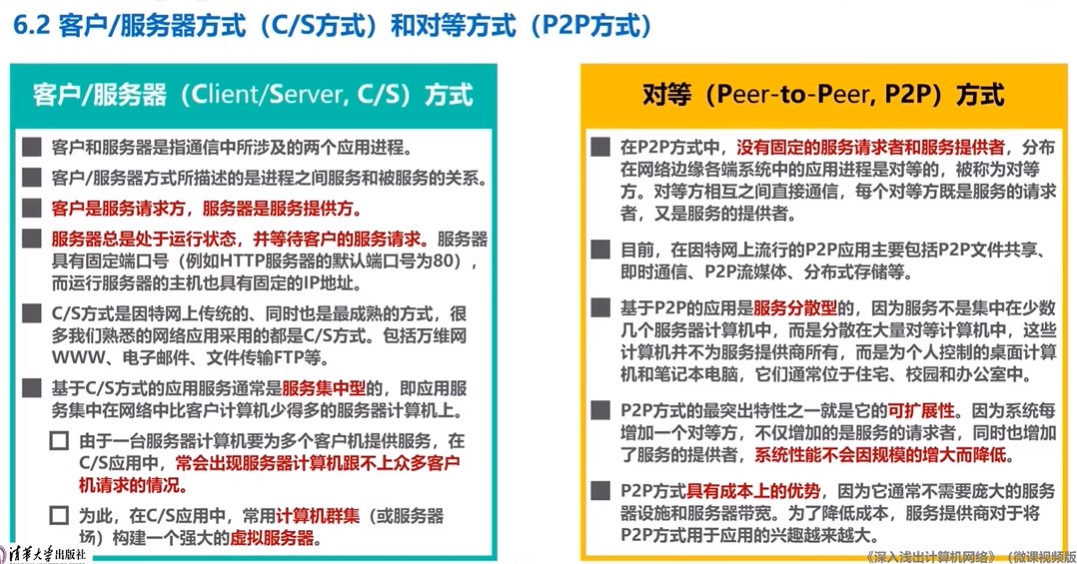 6.2 客户/服务器方式（C/S方式）和对等方式（P2P方式）
客户/服务器（Client/Server, C/S）方式
客户和服务器是指通信中所涉及的两个应用进程。
客户/服务器方式所描述的是进程之间服务和被服务的关系。
客户是服务请求方，服务器是服务提供方。
服务器总是处于运行状态，并等待客户的服务请求。服务器
具有固定端口号（例如HTTP服务器的默认端口号为80），
而运行服务器的主机也具有固定的IP地址。
C/S方式是因特网上传统的、同时也是最成熟的方式，很
多我们熟悉的网络应用采用的都是C/S方式。包括万维网
WWW、电子邮件、文件传输FTP等。
基于C/S方式的应用服务通常是服务集中型的，即应用服
务集中在网络中比客户计算机少得多的服务器计算机上。
由于一台服务器计算机要为多个客户机提供服务，在
C/S应用中，常会出现服务器计算机跟不上众多客户
机请求的情况。
为此，在C/S应用中，常用计算机群集（或服务器
场）构建一个强大的虚拟服务器。
对等（Peer-to-Peer, P2P）方式
在P2P方式中，没有固定的服务请求者和服务提供者，分布
在网络边缘各端系统中的应用进程是对等的，被称为对等
方。对等方相互之间直接通信，每个对等方既是服务的请求
者，又是服务的提供者。
目前，在因特网上流行的P2P应用主要包括P2P文件共享、
即时通信、P2P流媒体、分布式存储等。
基于P2P的应用是服务分散型的，因为服务不是集中在少数
几个服务器计算机中，而是分散在大量对等计算机中，这些
计算机并不为服务提供商所有，而是为个人控制的桌面计算
机和笔记本电脑，它们通常位于住宅、校园和办公室中。
P2P方式的最突出特性之一就是它的可扩展性。因为系统每
增加一个对等方，不仅增加的是服务的请求者，同时也增加
了服务的提供者，系统性能不会因规模的增大而降低。
P2P方式具有成本上的优势，因为它通常不需要庞大的服务
器设施和服务器带宽。为了降低成本，服务提供商对于将
P2P方式用于应用的兴趣越来越大。
清华大学出版社
《深入浅出计算机网络》（微课视频版